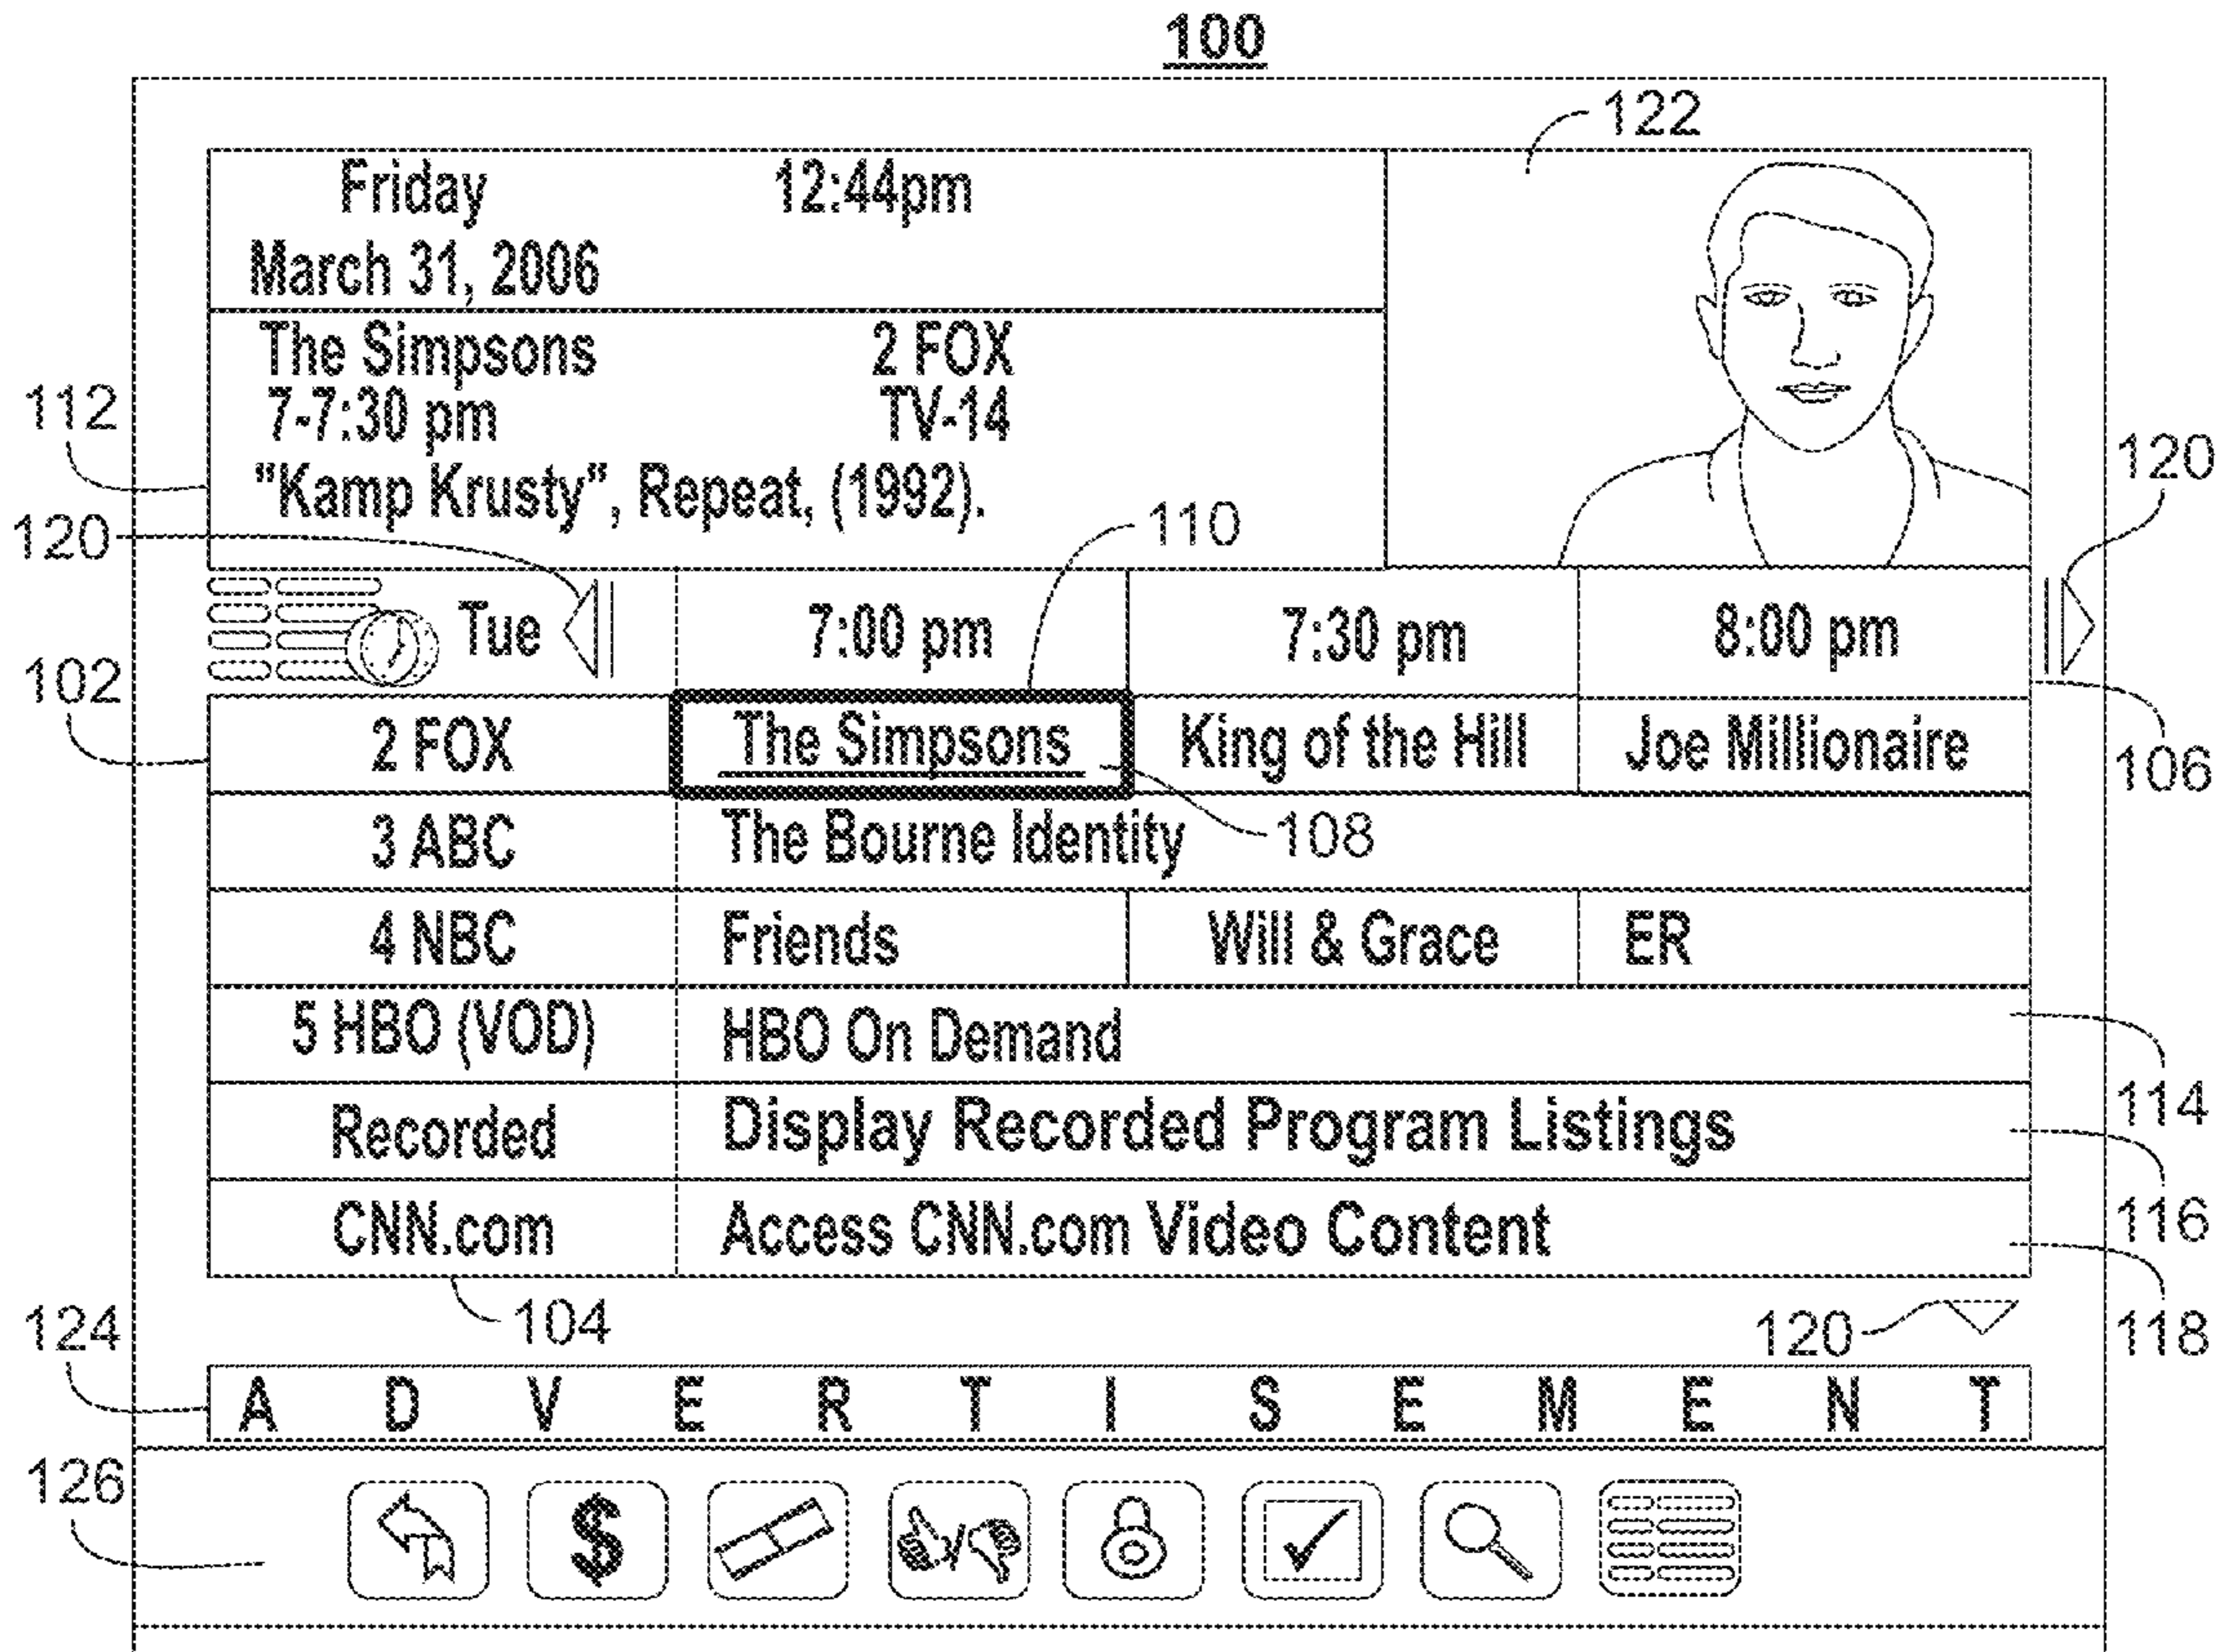 100
122
Friday 12:44pm
March 31, 2006
The Simpsons 2 FOX
112
7-7:30 pm TV-14
120
"Kamp Krusty", Repeat, (1992).
120
110
Tue 7:00 pm 7:30 pm 8:00 pm
102
2 FOX The Simpsons King of the Hill Joe Millionaire
106
3 ABC The Bourne Identity 108
4 NBC Friends Will & Grace ER
5 HBO (VOD) HBO On Demand
114
Recorded Display Recorded Program Listings
116
CNN.com Access CNN.com Video Content
104
124
120
118
A D V E R T I S E M E N T
126
$
/